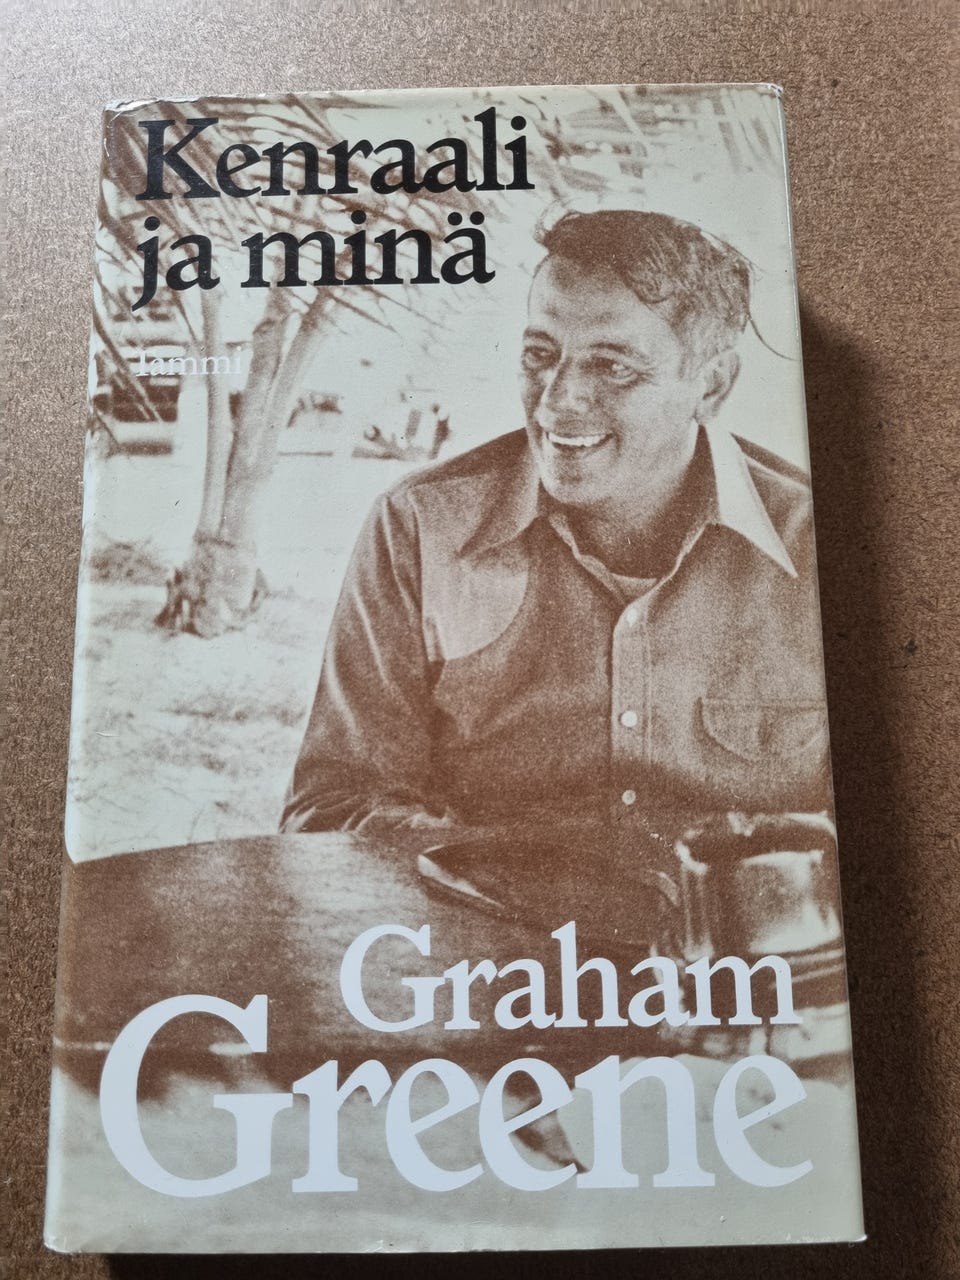 Kenraali
ja minä
Tammi
Graham
Greene